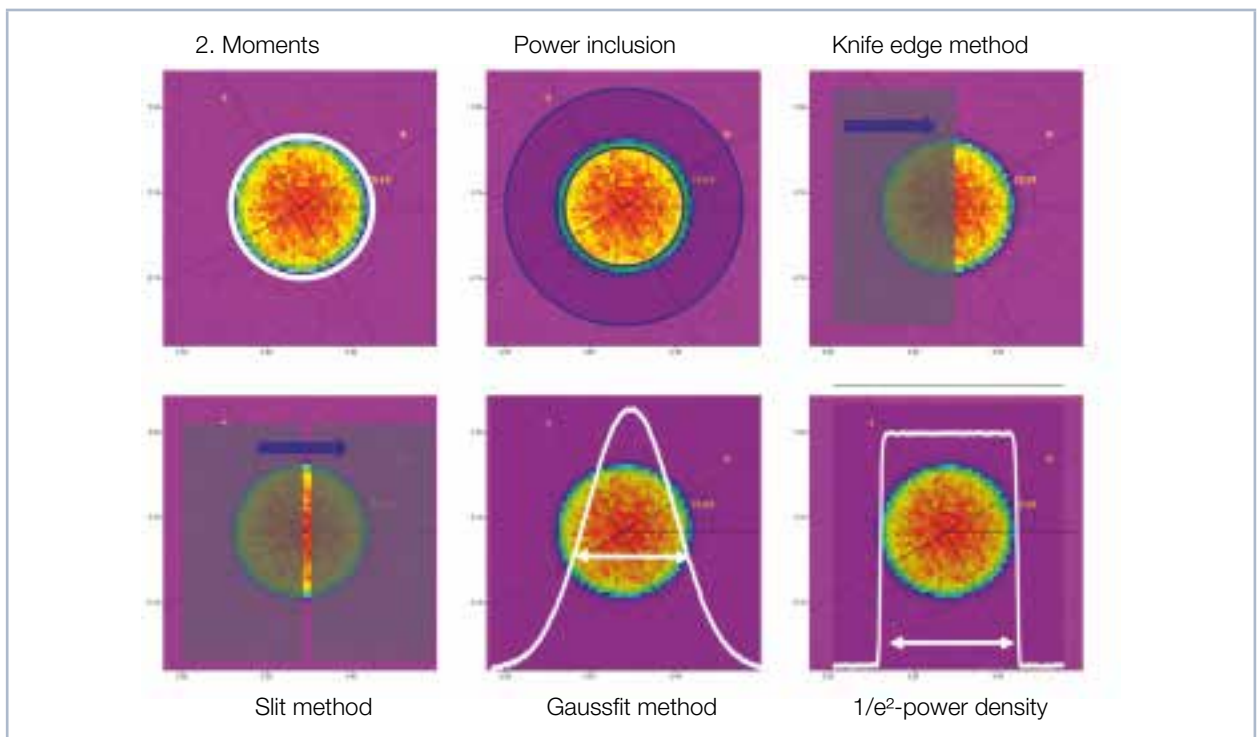 2. Moments
Power inclusion
Knife edge method
Slit method
Gaussfit method
1/e²-power density